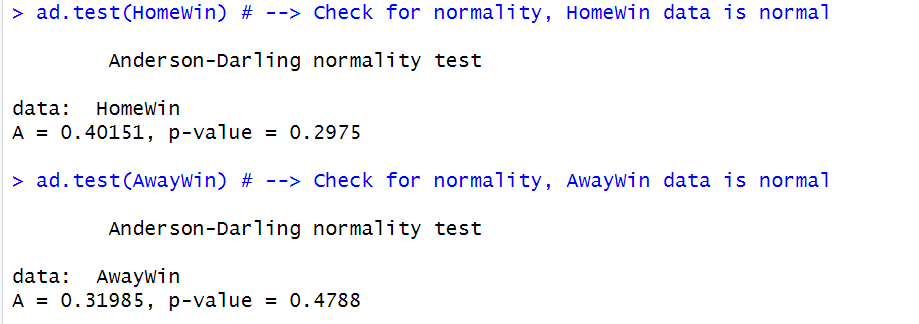 > ad.test(HomeWin) # --> Check for normality, HomeWin data is normal
Anderson-Darling normality test
data:  HomeWin
A = 0.40151, p-value = 0.2975
> ad.test(AwayWin) # --> Check for normality, AwayWin data is normal
Anderson-Darling normality test
data:  AwayWin
A = 0.31985, p-value = 0.4788